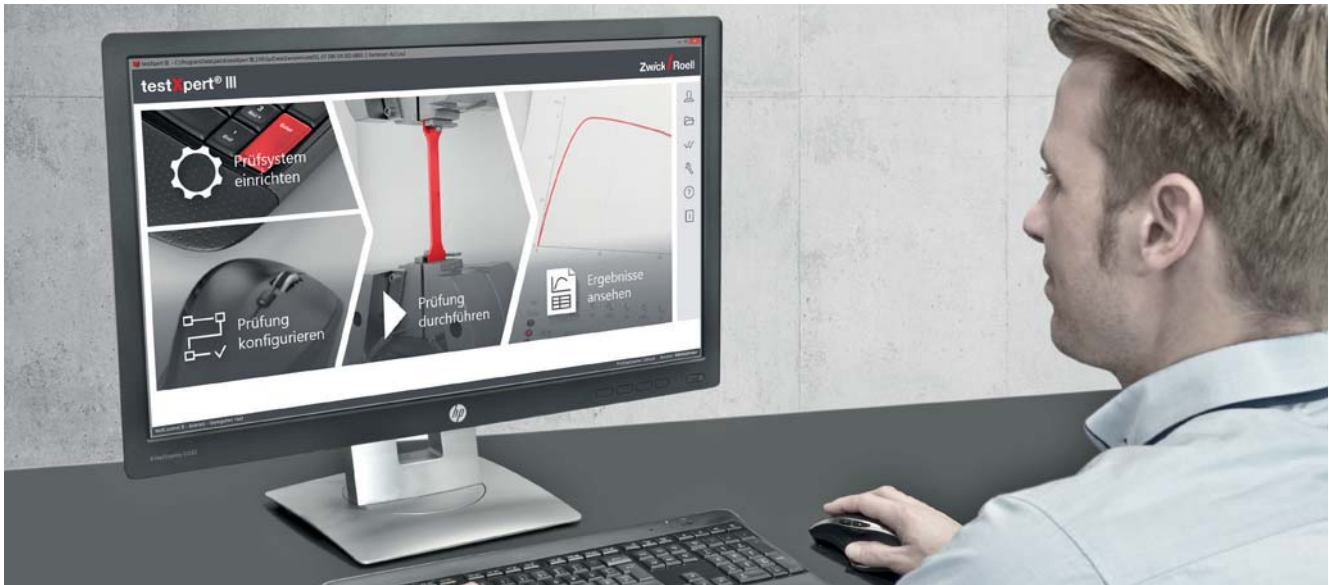 testXpert® III
Zwick / Roell
Prüfsystem
einrichten
Prüfung
konfigurieren
Prüfung
durchführen
Ergebnisse
ansehen
hp